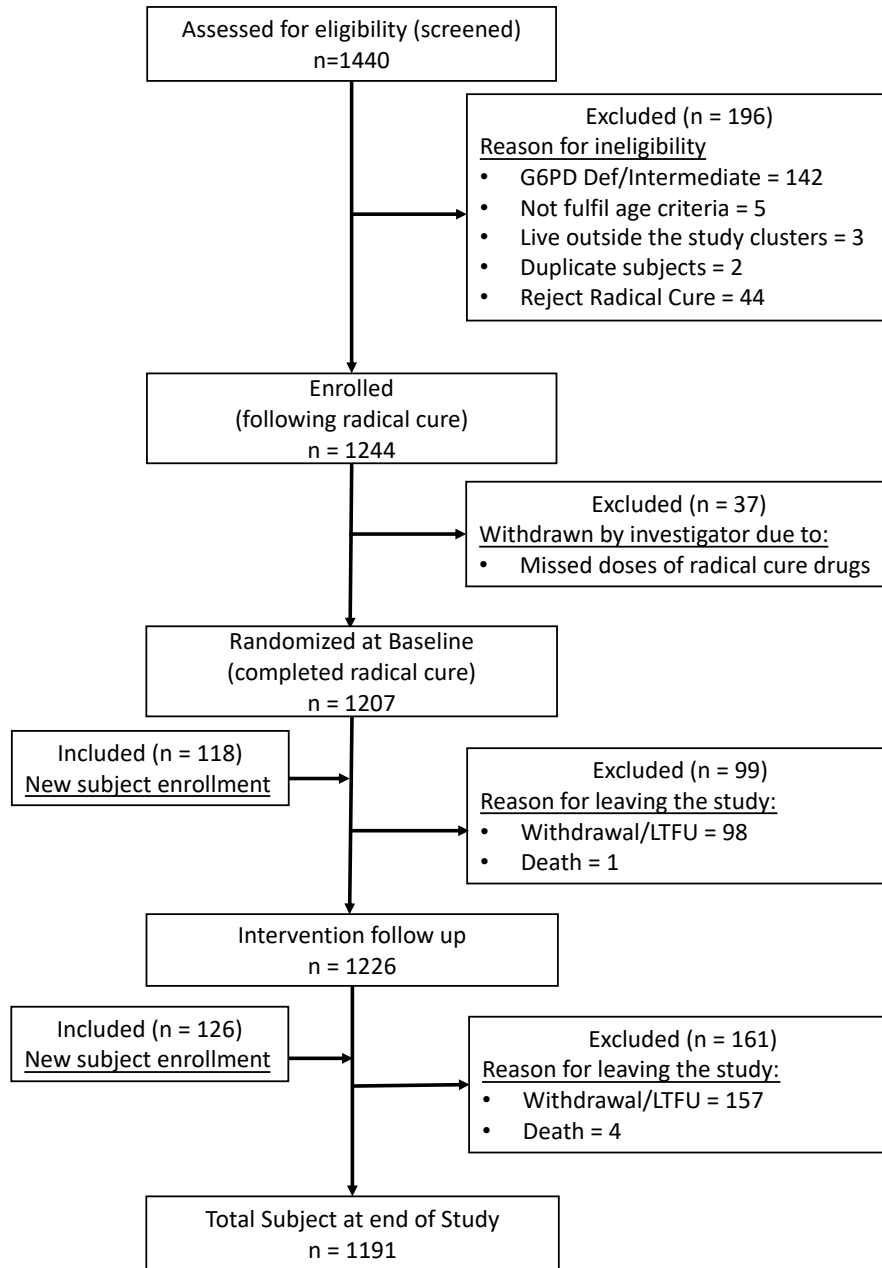 Assessed for eligibility (screened)
n=1440
Excluded (n = 196)
Reason for ineligibility
• G6PD Def/Intermediate = 142
• Not fulfil age criteria = 5
• Live outside the study clusters = 3
• Duplicate subjects = 2
• Reject Radical Cure = 44
Enrolled
(following radical cure)
n = 1244
Excluded (n = 37)
Withdrawn by investigator due to:
• Missed doses of radical cure drugs
Randomized at Baseline
(completed radical cure)
n = 1207
Included (n = 118)
New subject enrollment
Excluded (n = 99)
Reason for leaving the study:
• Withdrawal/LTFU = 98
• Death = 1
Intervention follow up
n = 1226
Included (n = 126)
New subject enrollment
Excluded (n = 161)
Reason for leaving the study:
• Withdrawal/LTFU = 157
• Death = 4
Total Subject at end of Study
n = 1191